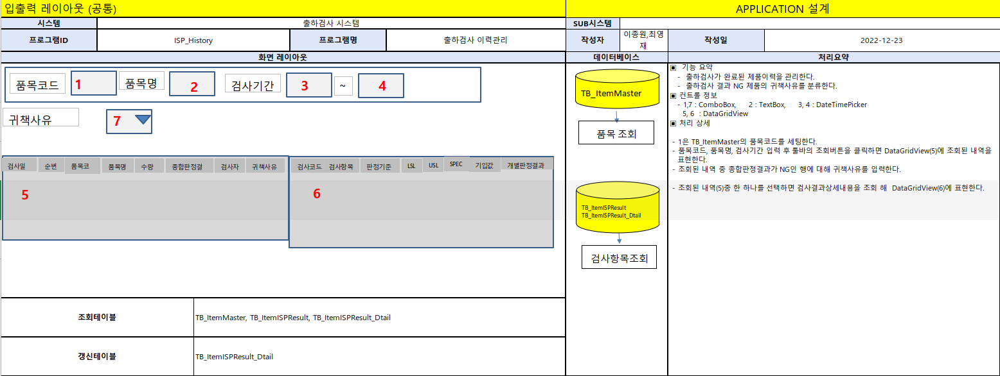 입출력 레이아웃 (공통)
APPLICATION 설계
시스템
출하검사 시스템
SUB시스템
프로그램ID
ISP_History
프로그램명
출하검사 이력관리
작성자
이종원,최영
재
작성일
2022-12-23
화면 레이아웃
데이터베이스
처리요약
품목코드
1
품목명
2
검사기간
3
~
4
귀책사유
7
검사일
순번
품목코
품목명
수량
종합판정결
검사자
귀책사유
검사코드
검사항목
판정기준
LSL
USL
SPEC
기입값
개별판정결과
5
6
TB_ItemMaster
품목 조회
TB_ItemISPResult
TB_ItemISPResult_Dtail
검사항목조회
▣ 기능 요약
- 출하검사가 완료된 제품이력을 관리한다.
- 출하검사 결과 NG 제품의 귀책사유를 분류한다.
▣ 컨트롤 정보
- 1,7 : ComboBox, 2 : TextBox, 3, 4 : DateTimePicker
5, 6 : DataGridView
▣ 처리 상세
- 1은 TB_ItemMaster의 품목코드를 세팅한다.
- 품목코드, 품목명, 검사기간 입력 후 툴바의 조회버튼을 클릭하면 DataGridView(5)에 조회된 내역을
표현한다.
- 조회된 내역 중 종합판정결과가 NG인 행에 대해 귀책사유를 입력한다.
- 조회된 내역(5)중 한 하나를 선택하면 검사결과상세내용을 조회 해 DataGridView(6)에 표현한다.
조회테이블
TB_ItemMaster, TB_ItemISPResult, TB_ItemISPResult_Dtail
갱신테이블
TB_ItemISPResult_Dtail